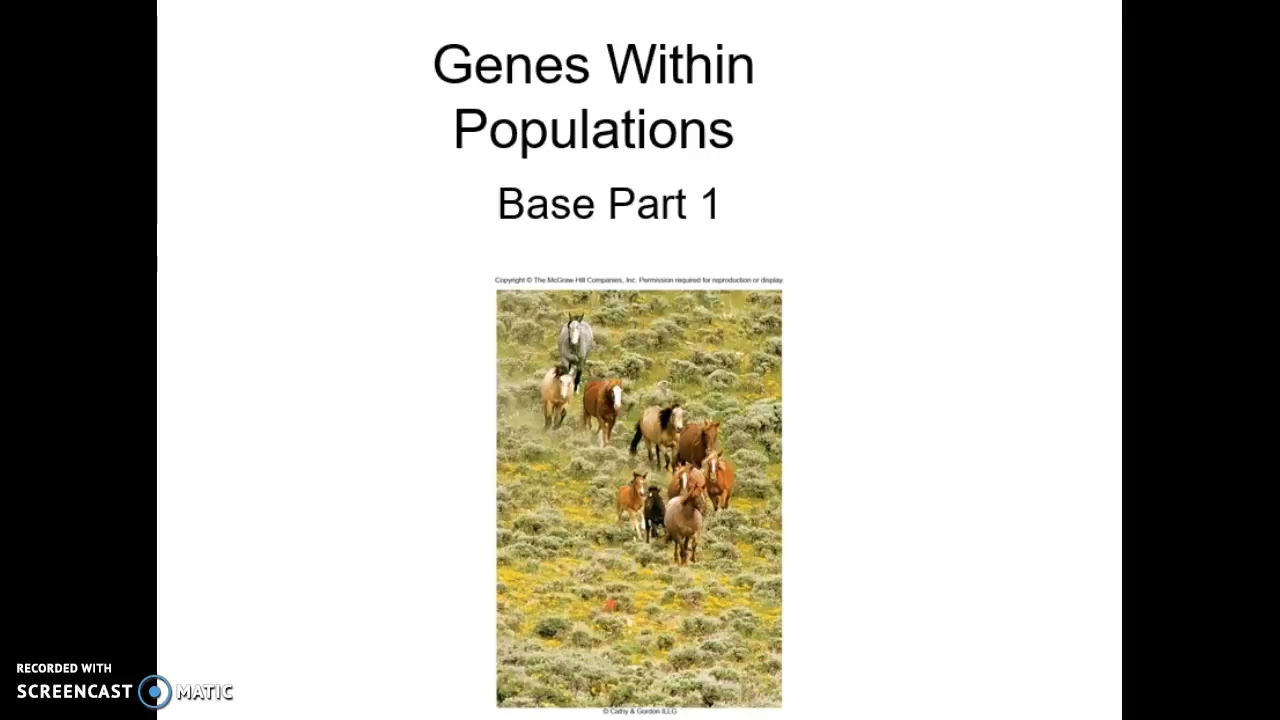 Genes Within
Populations
Base Part 1
Copyright © The McGraw-Hill Companies, Inc. Permission required for reproduction or display
© Cathy & Gordon ILLG
RECORDED WITH
SCREENCAST MATIC